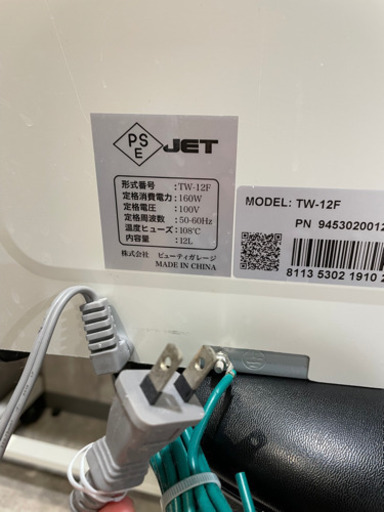 PS
E
JET
形式番号 :TW-12F
定格消費電力:160W
定格電圧 :100V
定格周波数 :50-60Hz
温度ヒューズ:108℃
内容量 :12L
株式会社 ビューティガレージ
MADE IN CHINA
MODEL: TW-12F
PN 9453020012
8113 5302 1910 2